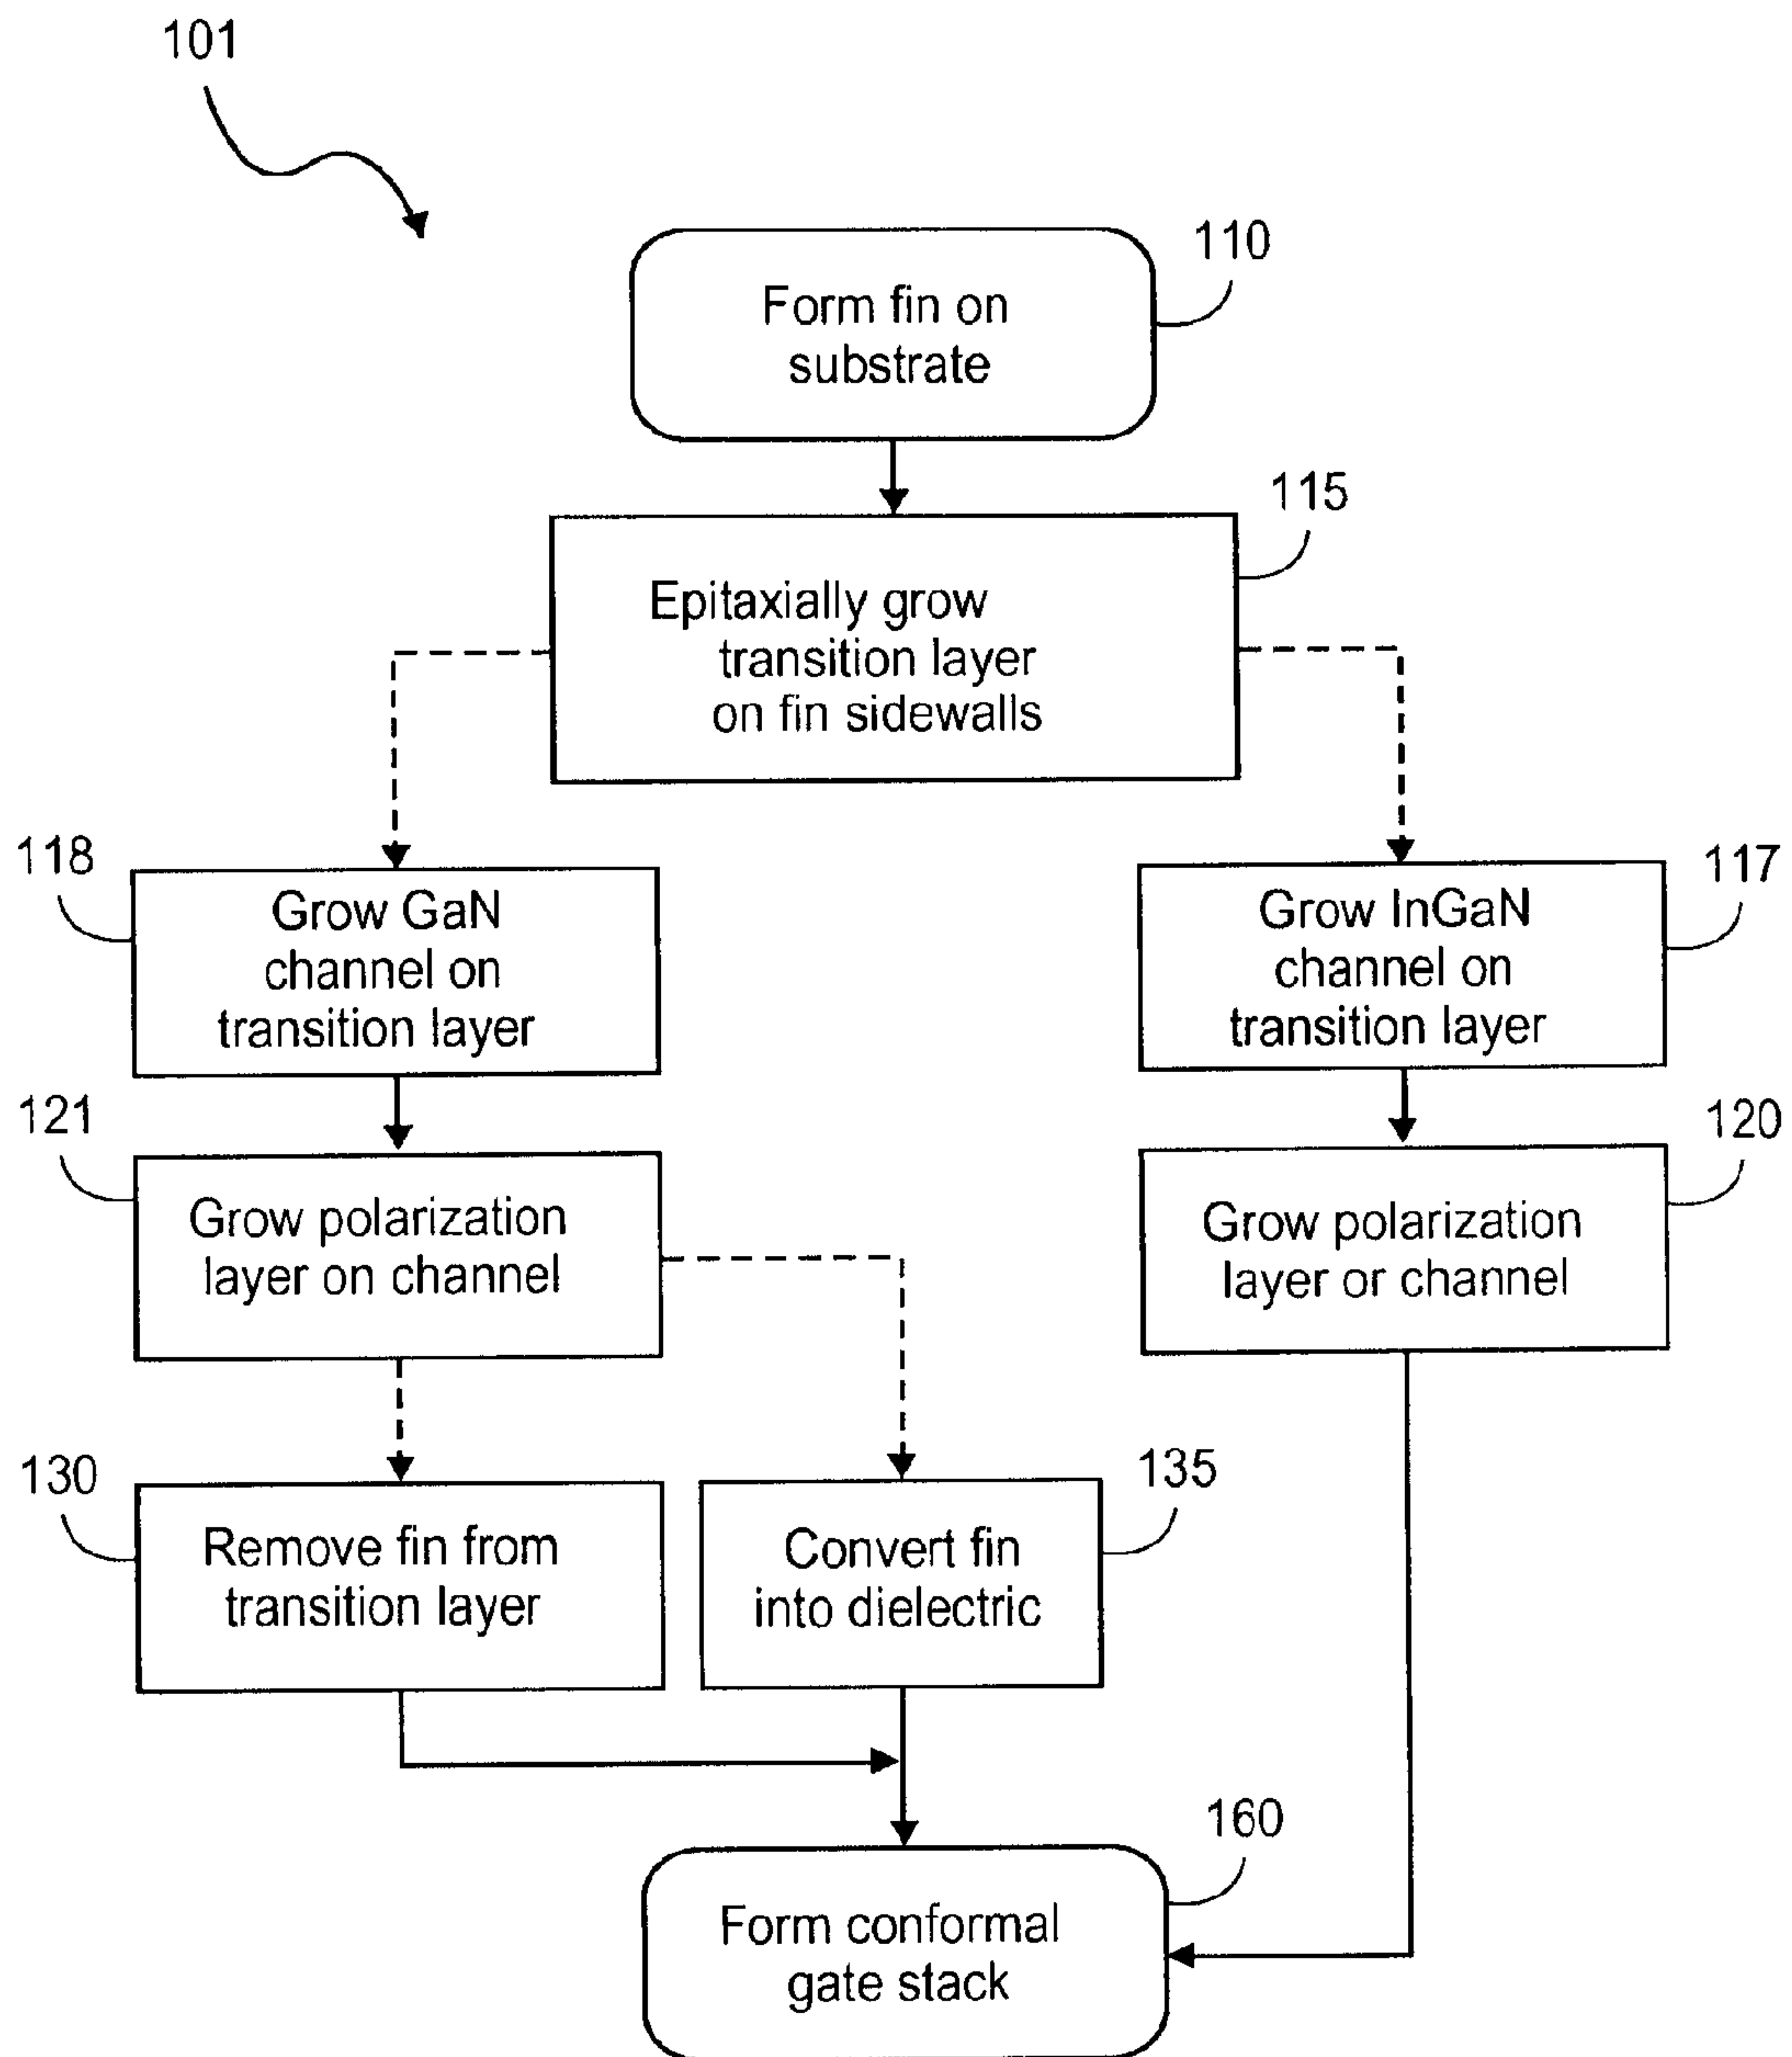 101
110
Form fin on
substrate
115
Epitaxially grow
transition layer
on fin sidewalls
118
Grow GaN
channel on
transition layer
117
Grow InGaN
channel on
transition layer
121
Grow polarization
layer on channel
120
Grow polarization
layer or channel
130
Remove fin from
transition layer
135
Convert fin
into dielectric
160
Form conformal
gate stack